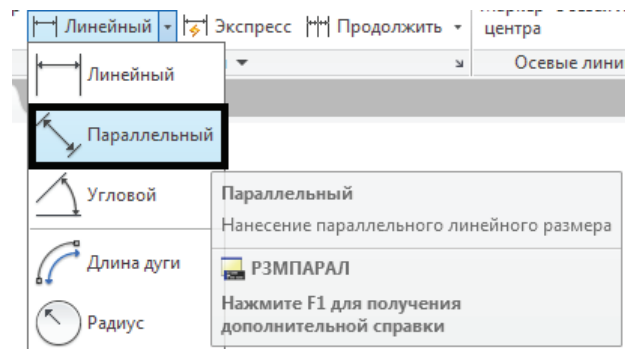 Линейный Экспресс Продолжить центра
Осевые лини
Линейный
Параллельный
Угловой
Длина дуги
Радиус
Параллельный
Нанесение параллельного линейного размера
РЗМПАРАЛ
Нажмите F1 для получения
дополнительной справки